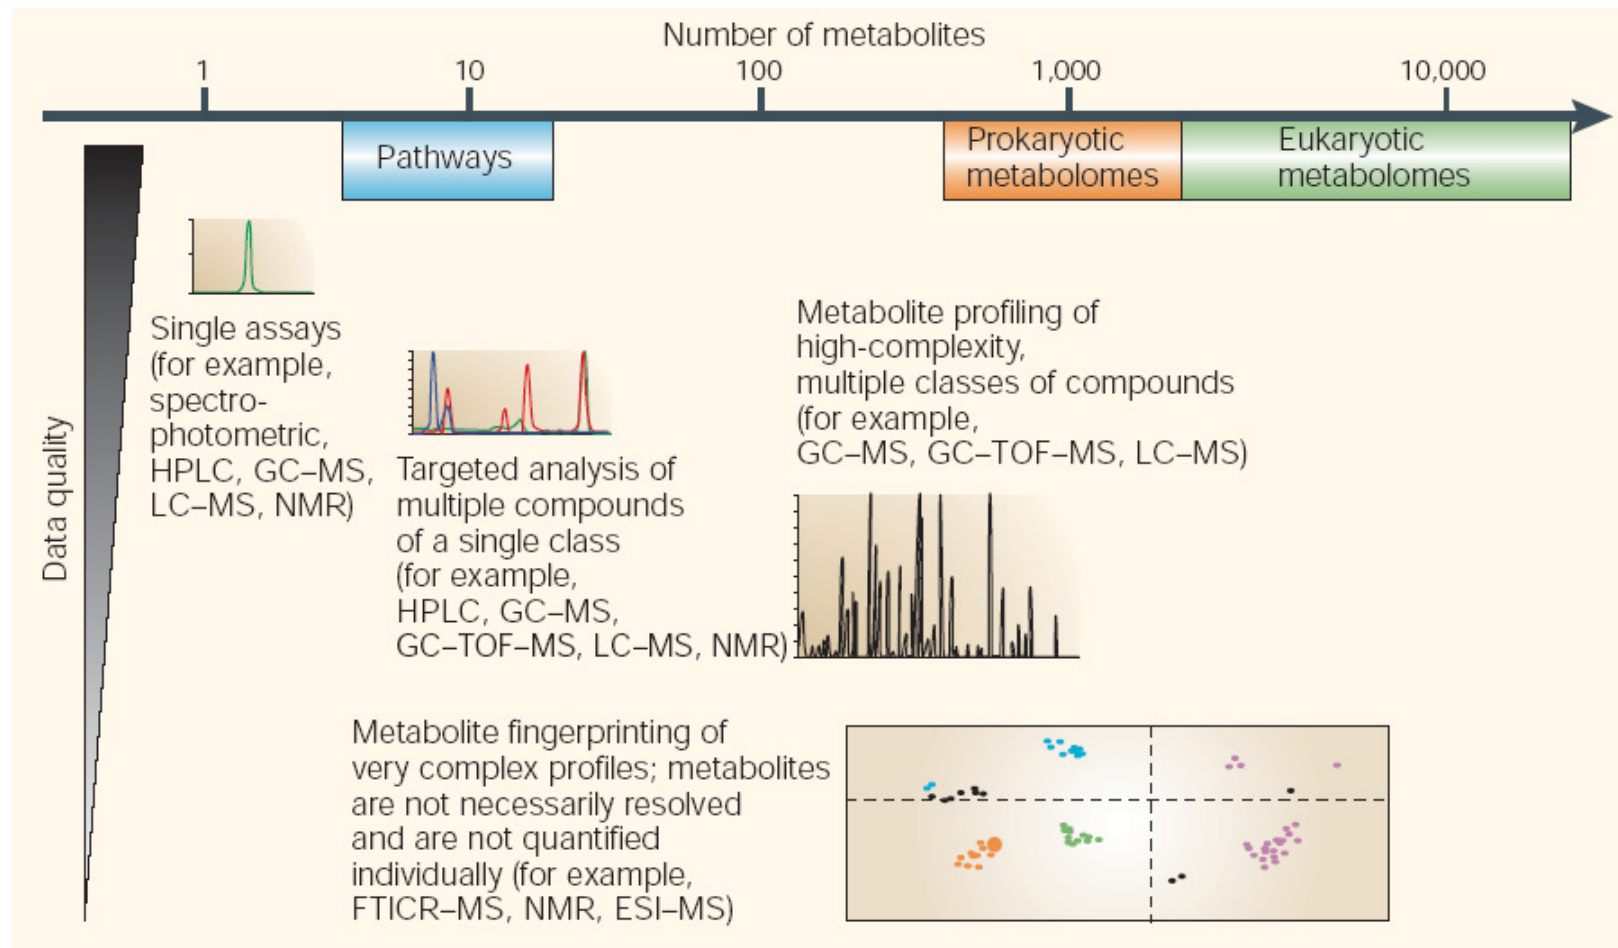 Number of metabolites
1 10 100 1,000 10,000
Pathways
Prokaryotic
metabolomes
Eukaryotic
metabolomes
Data quality
Single assays
(for example,
spectro-
photometric,
HPLC, GC–MS,
LC–MS, NMR)
Targeted analysis of
multiple compounds
of a single class
(for example,
HPLC, GC–MS,
GC–TOF–MS, LC–MS, NMR)
Metabolite profiling of
high-complexity,
multiple classes of compounds
(for example,
GC–MS, GC–TOF–MS, LC–MS)
Metabolite fingerprinting of
very complex profiles; metabolites
are not necessarily resolved
and are not quantified
individually (for example,
FTICR–MS, NMR, ESI–MS)